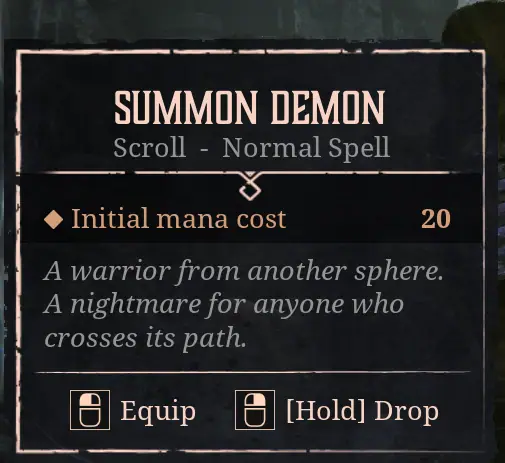 SUMMON DEMON
Scroll - Normal Spell
Initial mana cost 20
A warrior from another sphere.
A nightmare for anyone who
crosses its path.
Equip [Hold] Drop